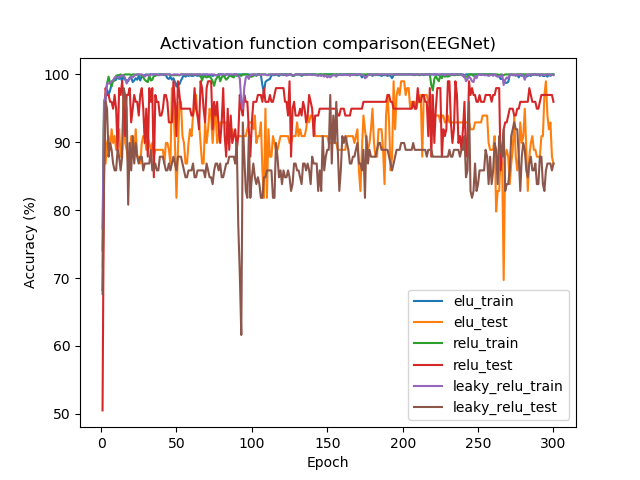 Activation function comparison(EEGNet)
Accuracy (%)
100
90
80
70
60
50
0 50 100 150 200 250 300
Epoch
elu_train
elu_test
relu_train
relu_test
leaky_relu_train
leaky_relu_test